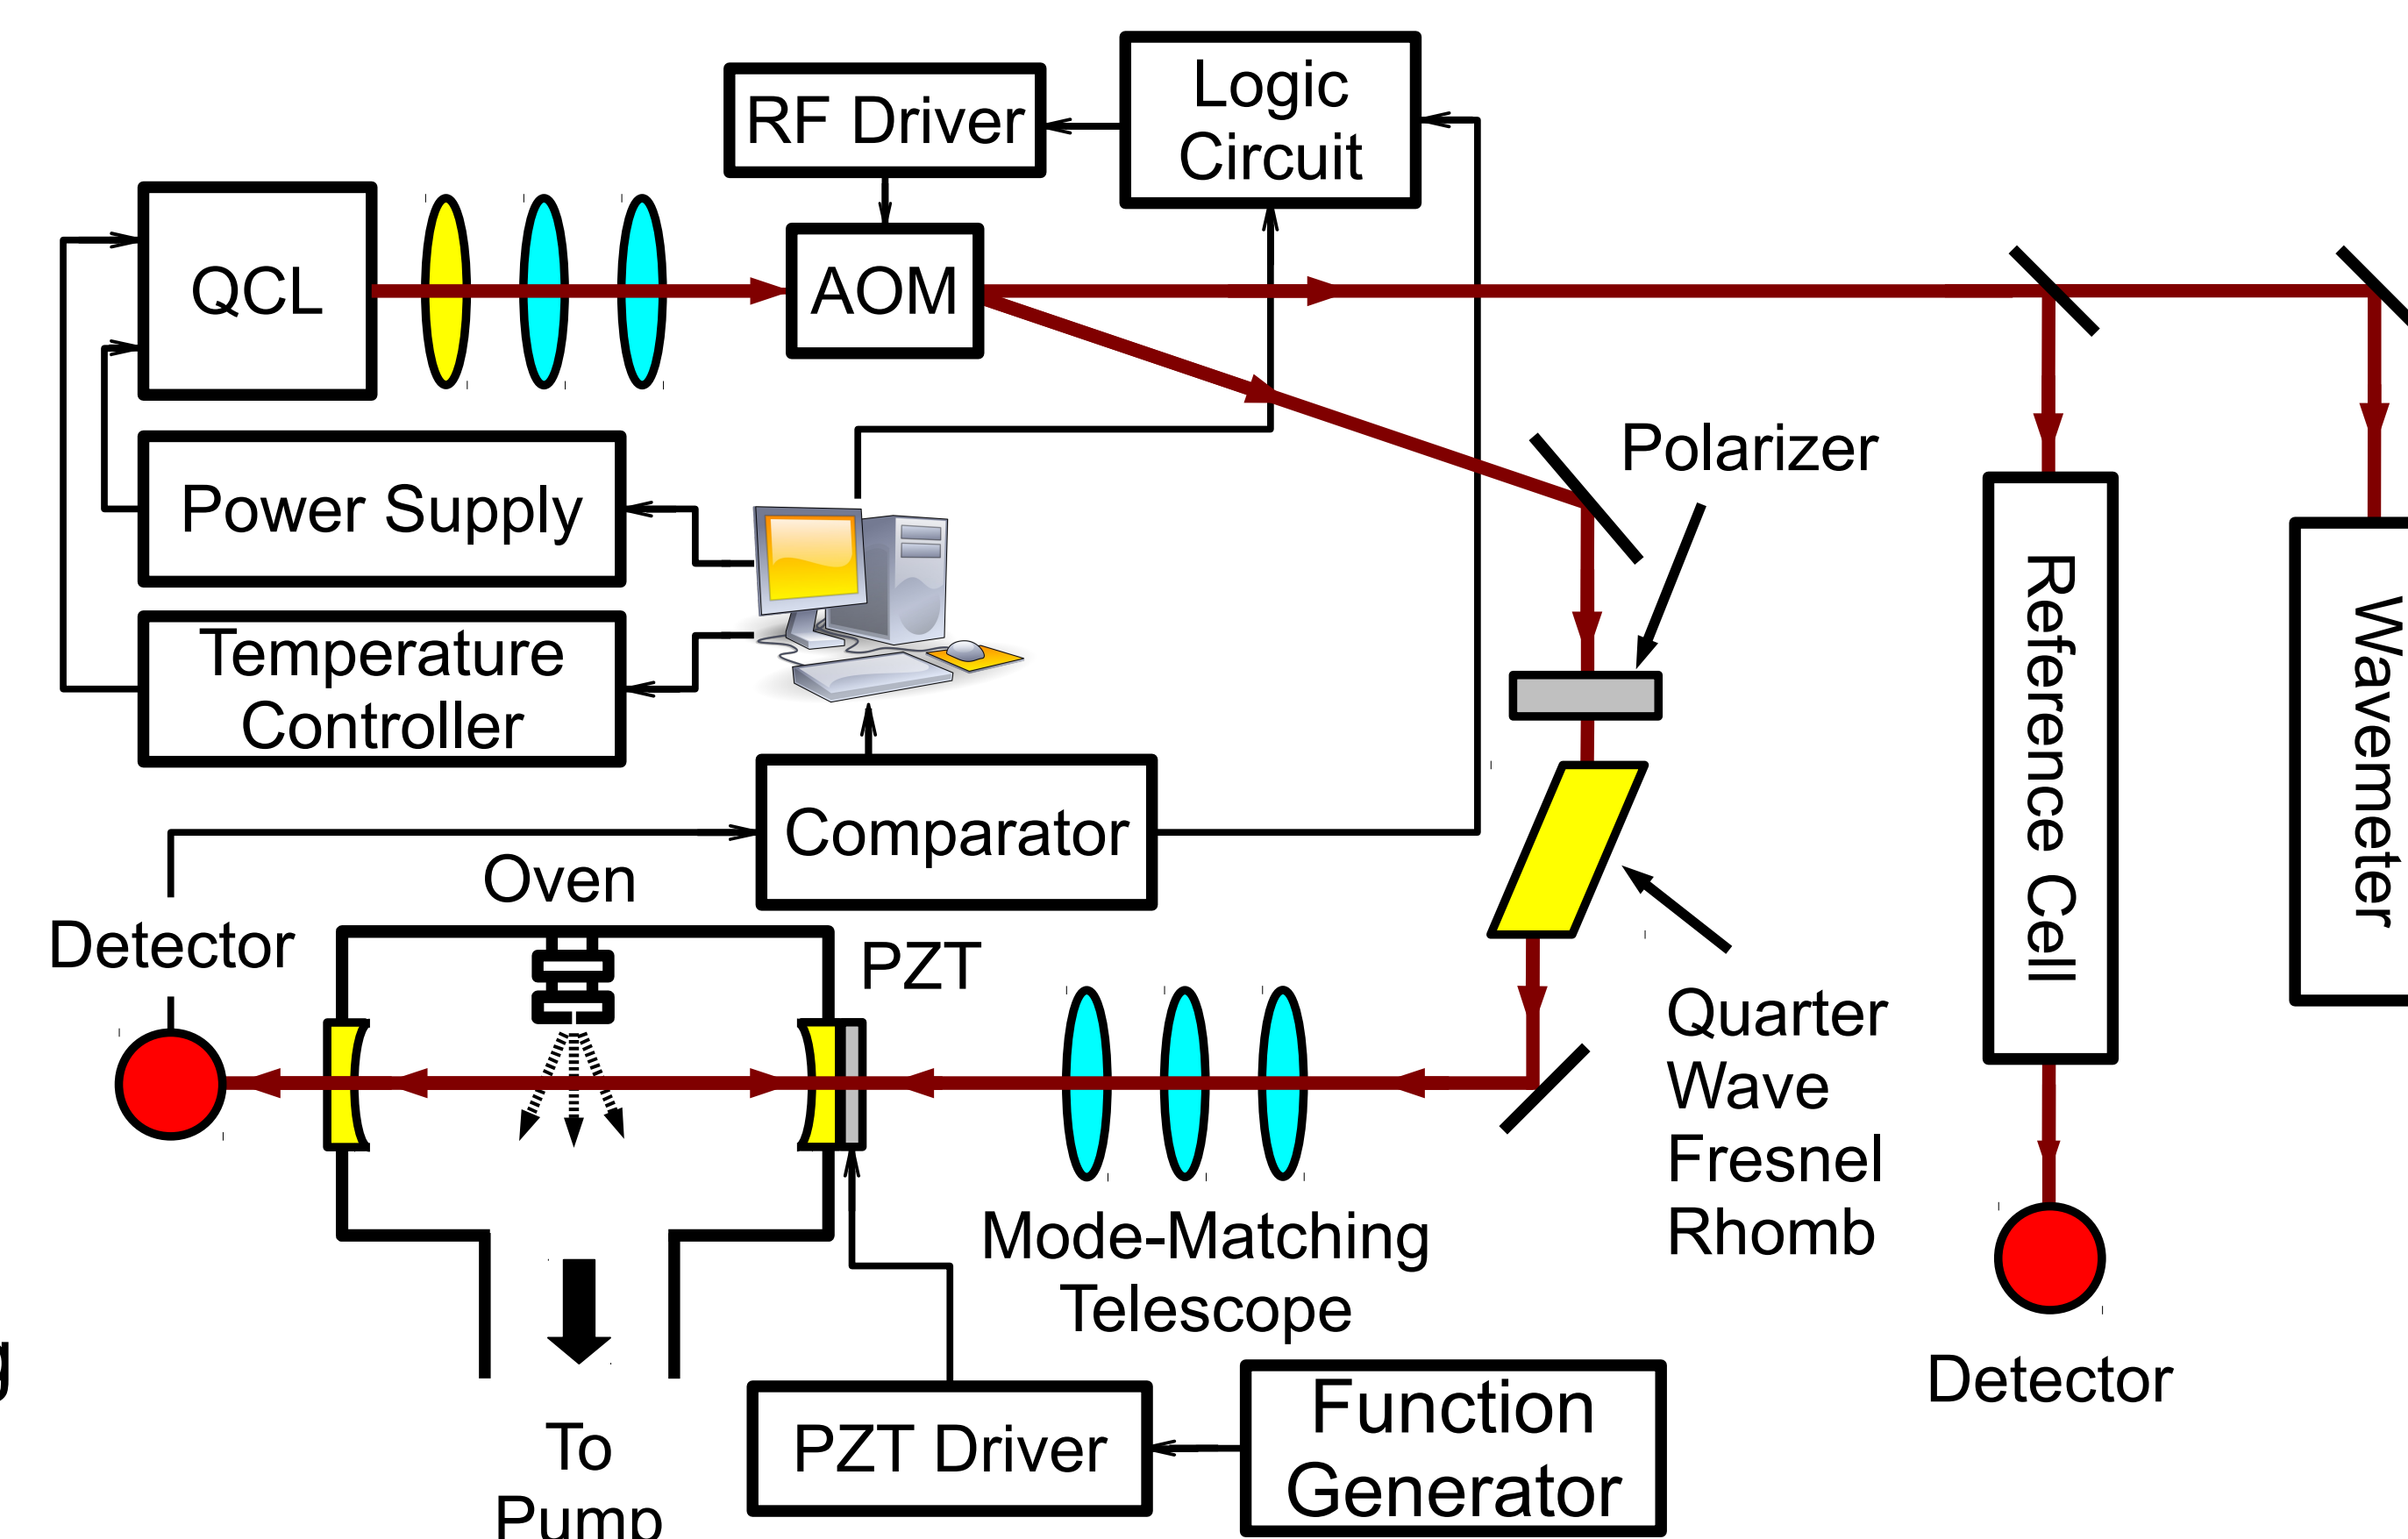 RF Driver
Logic
Circuit
QCL
AOM
Polarizer
Power Supply
Temperature
Controller
Reference Cell
Wavemeter
Comparator
Oven
Detector
PZT
Quarter
Wave
Fresnel
Rhomb
Mode-Matching
Telescope
Detector
Function
Generator
PZT Driver
To
Pump